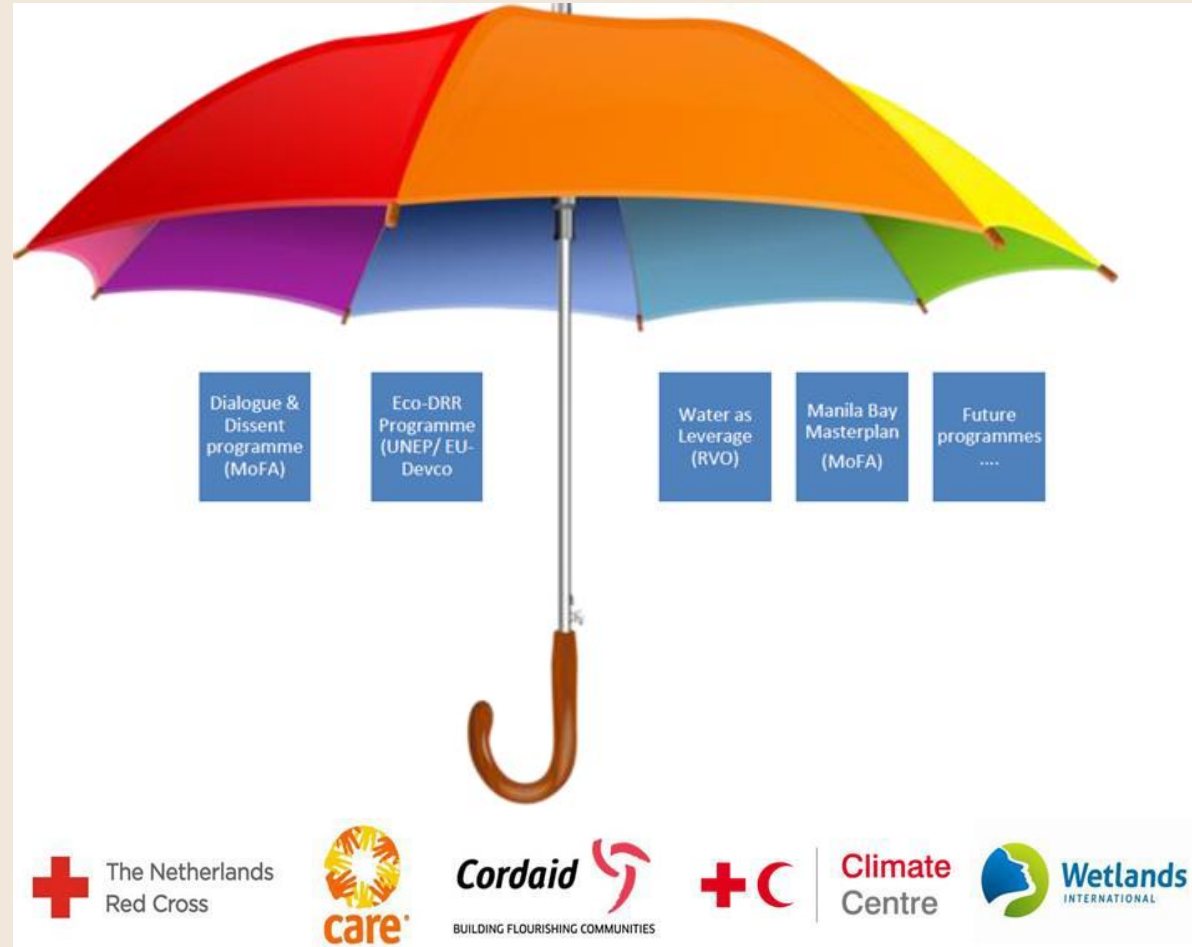 Dialogue &
Dissent
programme
(MoFA)
Eco-DRR
Programme
(UNEP/ EU-
Devco
Water as
Leverage
(RVO)
Manila Bay
Masterplan
(MoFA)
Future
programmes
....
The Netherlands
Red Cross
care®
Cordaid
BUILDING FLOURISHING COMMUNITIES
Climate
Centre
Wetlands
INTERNATIONAL